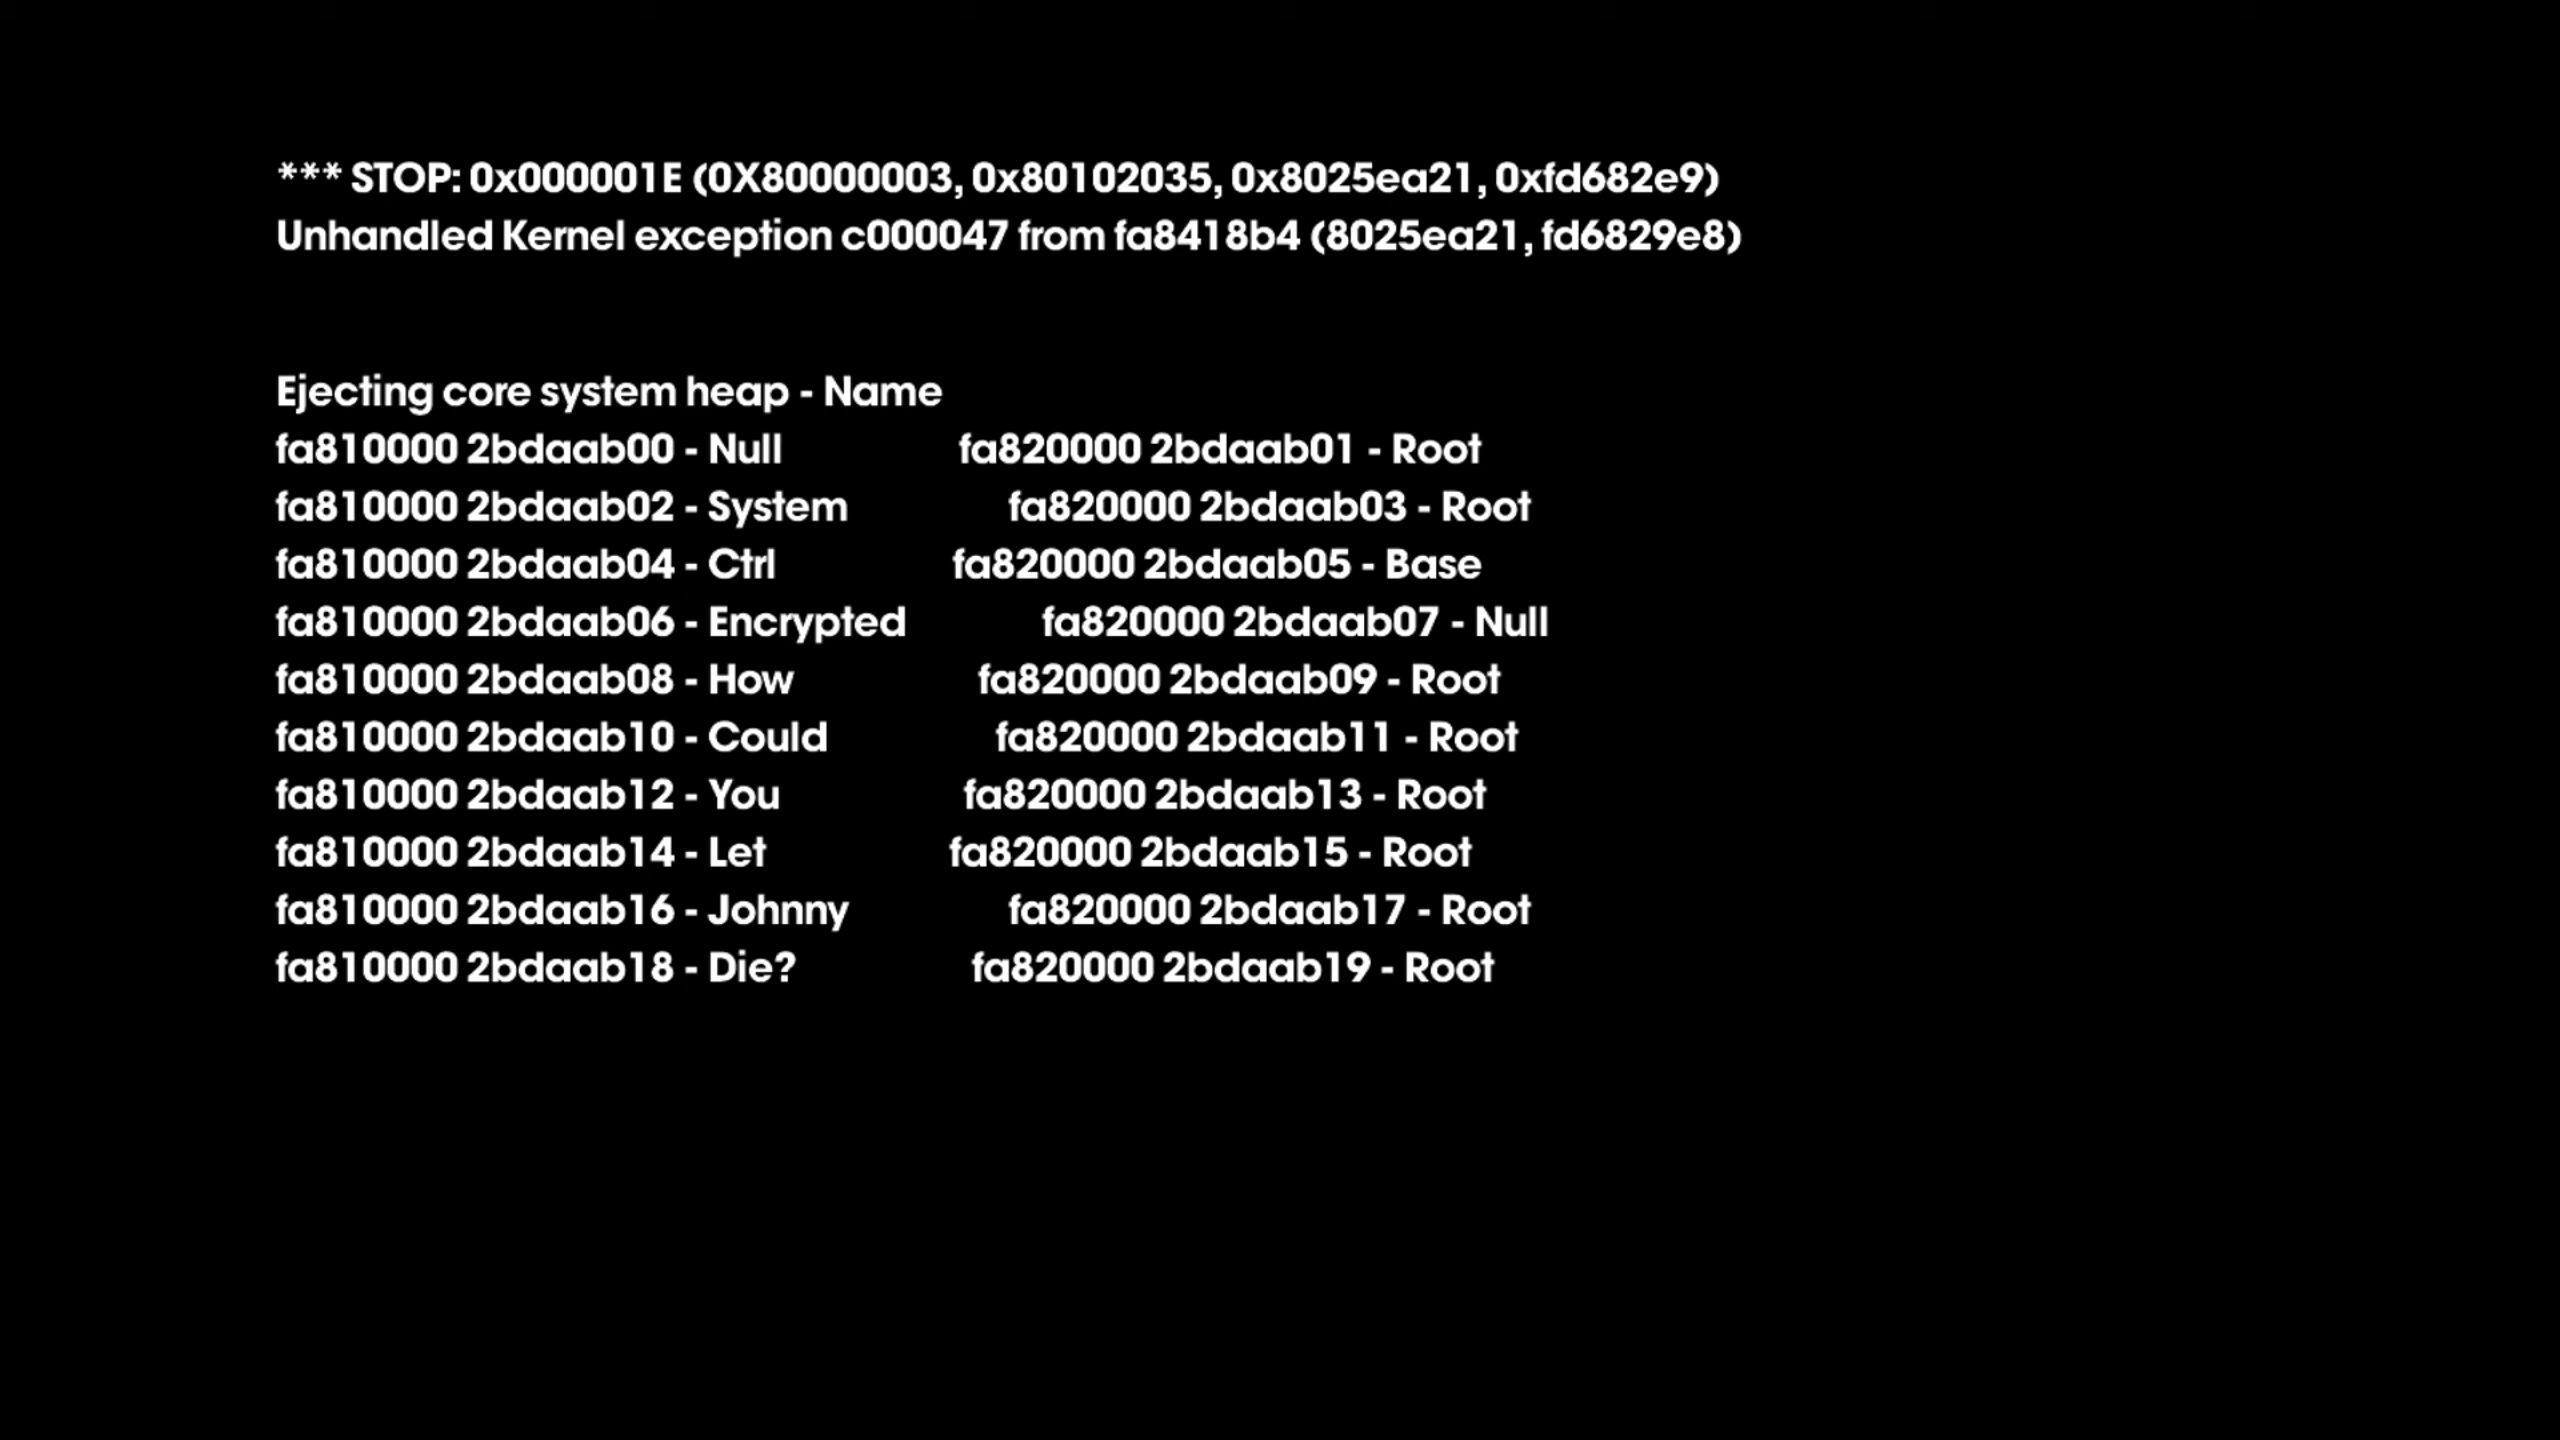 *** STOP: 0x000001E (0X80000003, 0x80102035, 0x8025ea21, 0xfd682e9)
Unhandled Kernel exception c000047 from fa8418b4 (8025ea21, fd6829e8)
Ejecting core system heap - Name
fa810000 2bdaab00 - Null fa820000 2bdaab01 - Root
fa810000 2bdaab02 - System fa820000 2bdaab03 - Root
fa810000 2bdaab04 - Ctrl fa820000 2bdaab05 - Base
fa810000 2bdaab06 - Encrypted fa820000 2bdaab07 - Null
fa810000 2bdaab08 - How fa820000 2bdaab09 - Root
fa810000 2bdaab10 - Could fa820000 2bdaab11 - Root
fa810000 2bdaab12 - You fa820000 2bdaab13 - Root
fa810000 2bdaab14 - Let fa820000 2bdaab15 - Root
fa810000 2bdaab16 - Johnny fa820000 2bdaab17 - Root
fa810000 2bdaab18 - Die? fa820000 2bdaab19 - Root